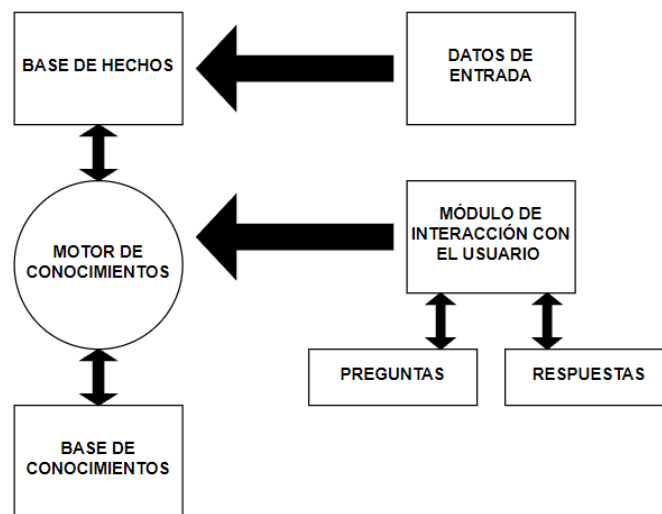 BASE DE HECHOS
DATOS DE
ENTRADA
MOTOR DE
CONOCIMIENTOS
MÓDULO DE
INTERACCIÓN CON
EL USUARIO
PREGUNTAS
RESPUESTAS
BASE DE
CONOCIMIENTOS